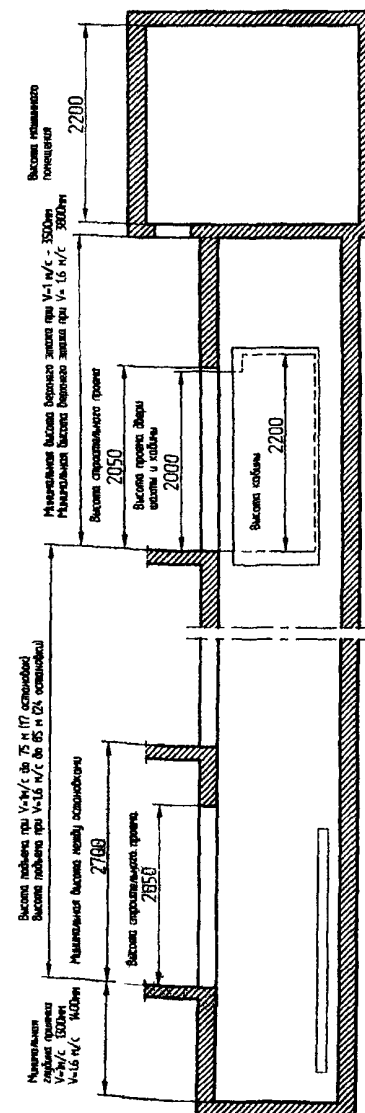 Высота машинного
помещения
2200
Минимальная высота верхнего запаса при V=1 м/с - 3500мм
Минимальная высота верхнего запаса при V= 1.6 м/с 3800мм
Высота строительного проема
2050
Высота проема двери
шахты и кабины
2000
Высота кабины
2200
Высота подъема при V=1м/с до 75 м (17 остановок)
Высота подъема при V=1.6 м/с до 85 м (24 остановки)
Минимальная высота между остановками
2700
Высота строительного проема
2050
Минимальная
глубина приямка
V=1м/с 1300мм
V=1.6 м/с 1400мм